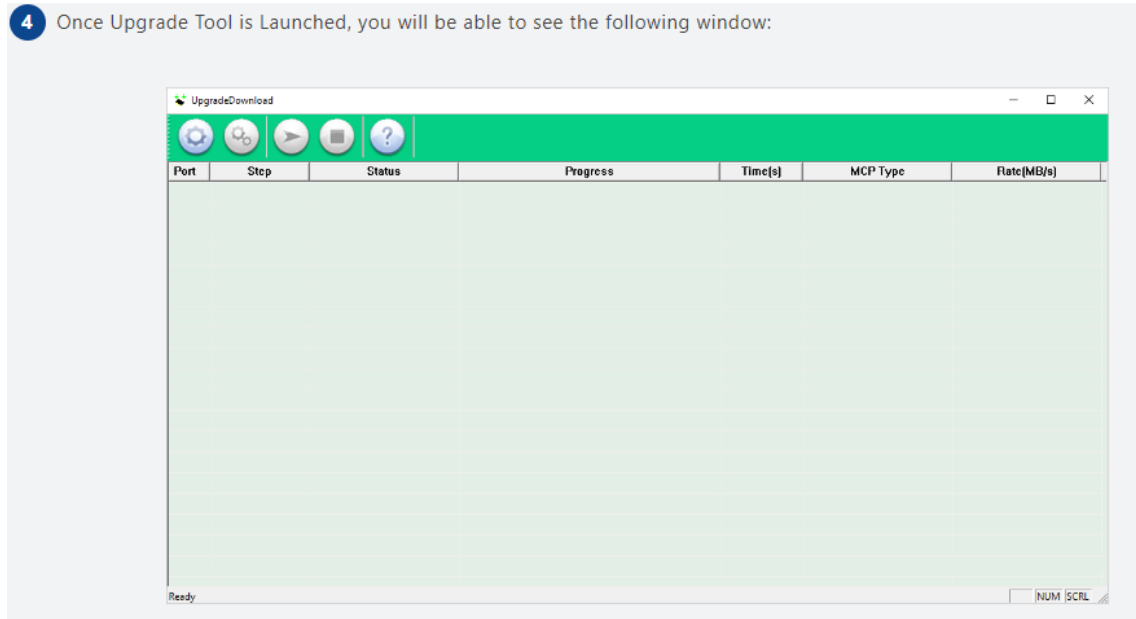 4 Once Upgrade Tool is Launched, you will be able to see the following window:
UpgradeDownload
?
Port Step Status Progress Time(s) MCP Type Rate(MB/s)
Ready NUM SCRL